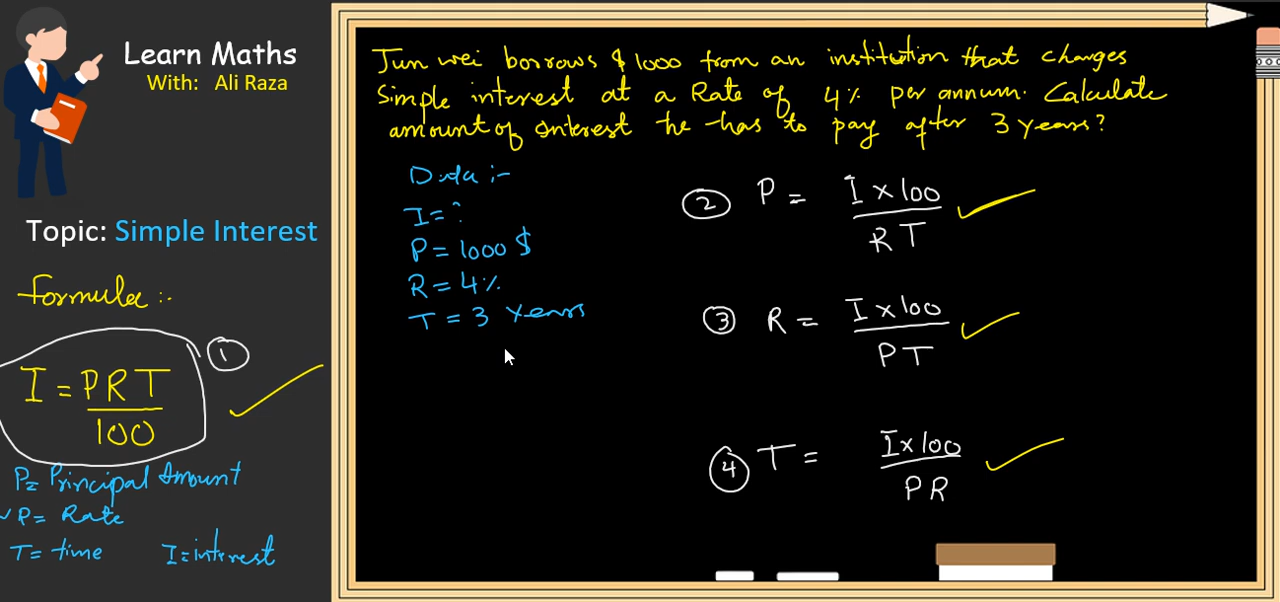 Learn Maths
With: Ali Raza
Topic: Simple Interest
formula :-
I = PRT
100
①
P= Principal Amount
P= Rate
T= time I=interest
Jun wei borrows $1000 from an institution that changes
Simple interest at a Rate of 4% per annum. Calculate
amount of interest he has to pay after 3 years?
Data :-
I = ?
P = 1000 $
R = 4%
T = 3 years
② P = I × 100
RT
③ R = I × 100
PT
④ T = I × 100
PR